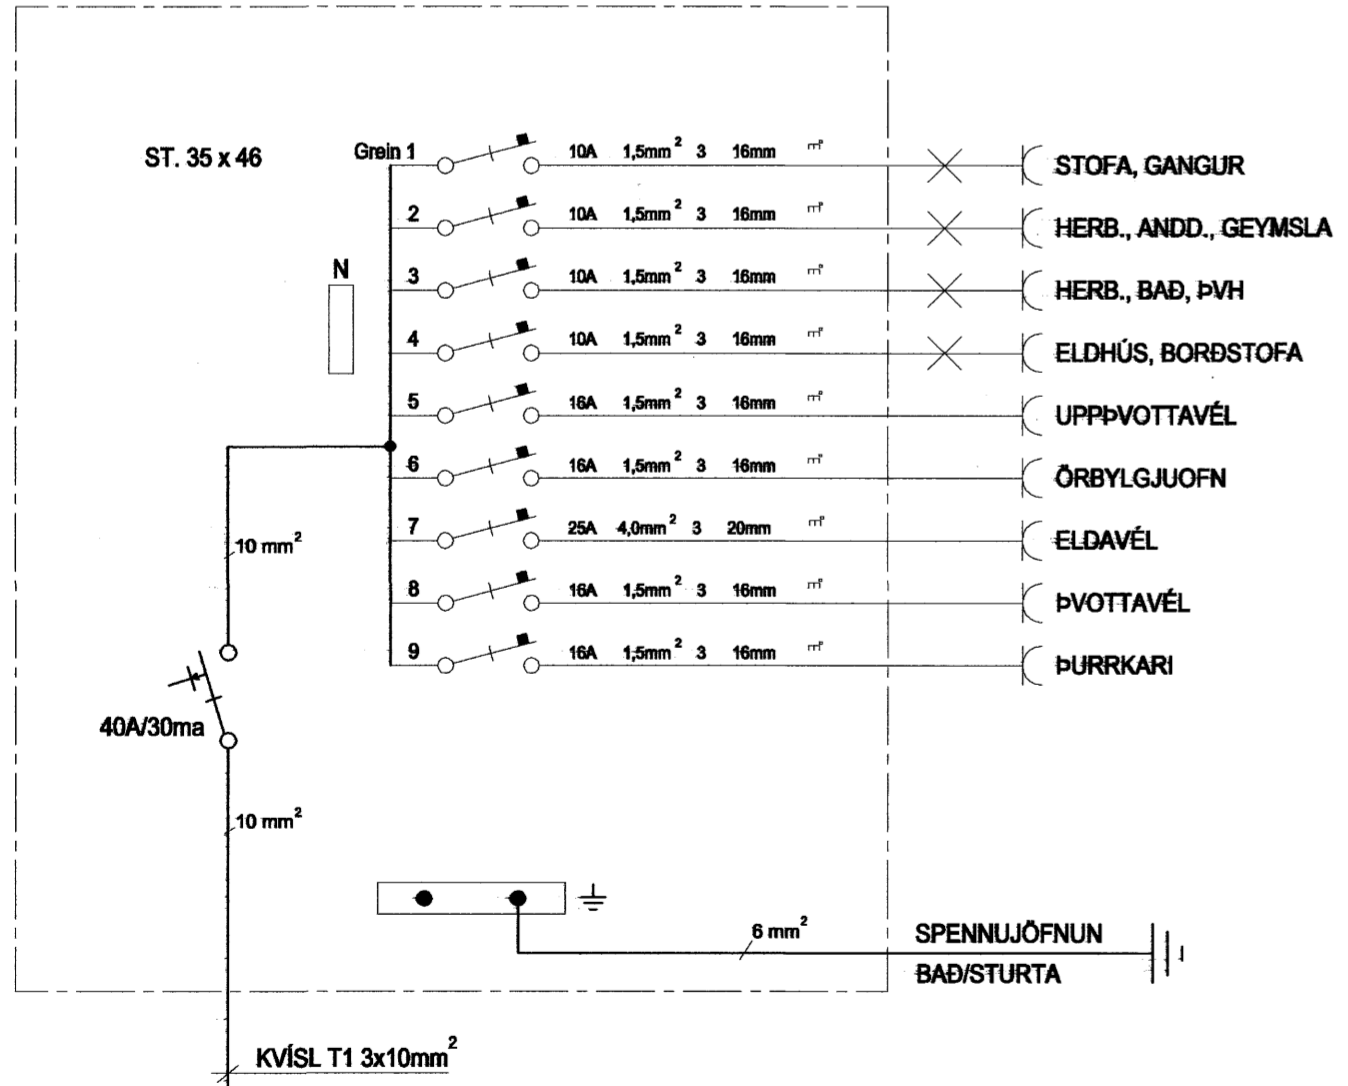 ST. 35 x 46
Grein 1 10A 1,5mm² 3 16mm STOFA, GANGUR
2 10A 1,5mm² 3 16mm HERB., ANDD., GEYMSLA
N
3 10A 1,5mm² 3 16mm HERB., BAÐ, ÞVH
4 10A 1,5mm² 3 16mm ELDHÚS, BORÐSTOFA
5 16A 1,5mm² 3 16mm UPPÞVOTTAVÉL
6 16A 1,5mm² 3 16mm ÖRBYLGJUOFN
7 25A 4,0mm² 3 20mm ELDAVÉL
10 mm²
8 16A 1,5mm² 3 16mm ÞVOTTAVÉL
9 16A 1,5mm² 3 16mm ÞURRKARI
40A/30ma
10 mm²
6 mm² SPENNUJÖFNUN
BAÐ/STURTA
KVÍSL T1 3x10mm²